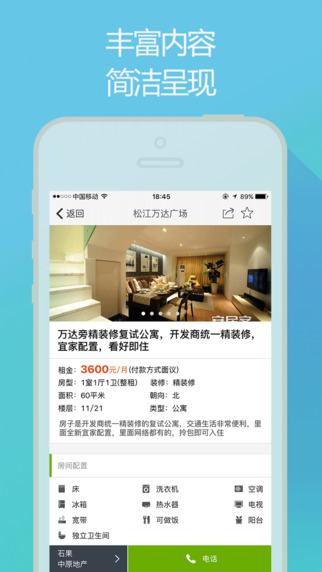 丰富内容
简洁呈现
中国移动 18:45 89%
返回 松江万达广场
万达旁精装修复试公寓，开发商统一精装修，
宜家配置，看好即住
租金：3600元/月(付款方式面议)
房型：1室1厅1卫(整租) 装修：精装修
面积：60平米 朝向：北
楼层：11/21 类型：公寓
房子是开发商统一精装修的复试公寓，交通生活非常便利，里
面全新宜家配置，里面网络都有的，拎包即可入住
房间配置
床 洗衣机 空调
冰箱 热水器 电视
宽带 可做饭 阳台
独立卫生间
石果 电话
中原地产